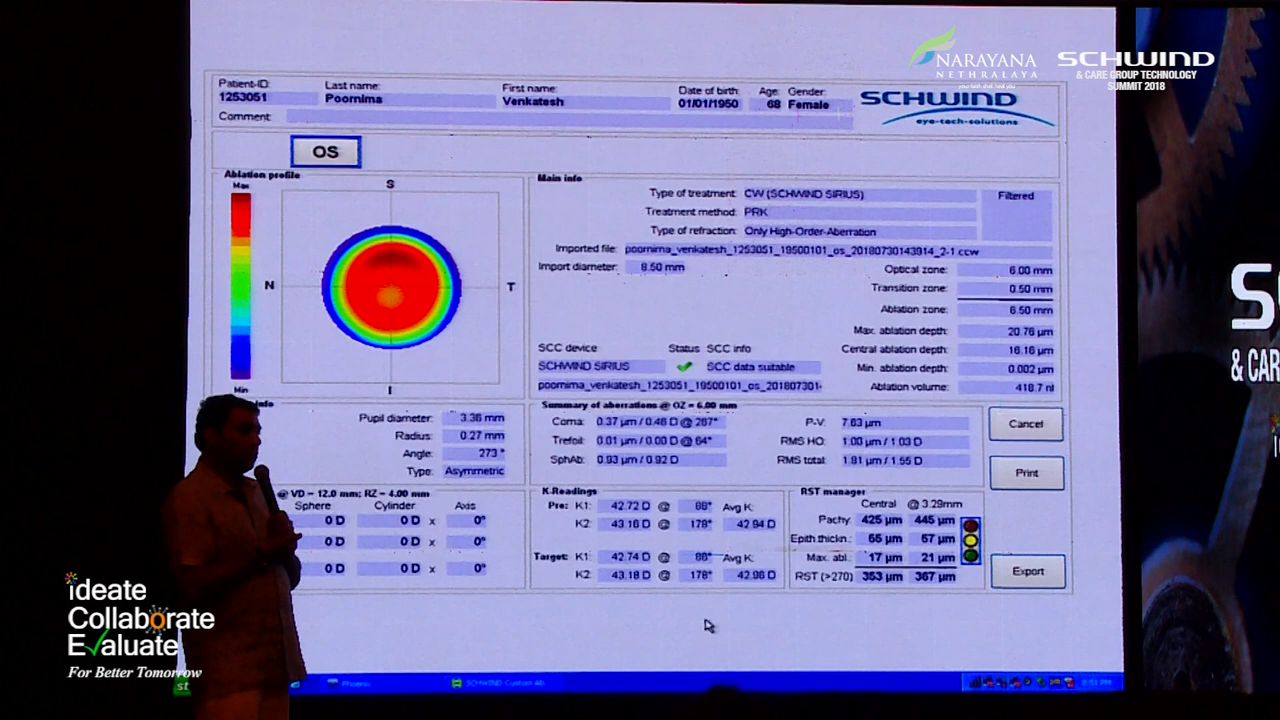 NARAYANA
NETHRALAYA
SCHWIND
& CARE GROUP TECHNOLOGY
SUMMIT 2018
Patient-ID: Last name: First name: Date of birth: Age: Gender:
1253051 Poornima Venkatesh 01/01/1950 68 Female
Comment:
SCHWIND
eye-tech-solutions
OS
Ablation profile
Max
S
N
T
I
Min
Main info
Type of treatment: CW (SCHWIND SIRIUS)
Filtered
Treatment method: PRK
Type of refraction: Only High-Order-Aberration
Imported file: poornima_venkatesh_1253051_19500101_os_20180730143914_2-1 ccw
Import diameter: 8.50 mm
Optical zone: 6.00 mm
Transition zone: 0.50 mm
Ablation zone: 6.50 mm
Max. ablation depth: 20.76 µm
Central ablation depth: 16.16 µm
Min. ablation depth: 0.002 µm
Ablation volume: 418.7 nl
SCC device Status SCC info
SCHWIND SIRIUS SCC data suitable
poornima_venkatesh_1253051_19500101_os_201807301-
info
Pupil diameter: 3.36 mm
Radius: 0.27 mm
Angle: 273 °
Type: Asymmetric
Summary of aberrations @ OZ = 6.00 mm
Coma: 0.37 µm / 0.46 D @ 267°
Trefoil: 0.01 µm / 0.00 D @ 64°
SphAb: 0.93 µm / 0.92 D
P-V: 7.63 µm
RMS HO: 1.00 µm / 1.03 D
RMS total: 1.91 µm / 1.55 D
Cancel
Print
Export
@ VD = 12.0 mm; RZ = 4.00 mm
Sphere Cylinder Axis
0 D 0 D x 0°
0 D 0 D x 0°
0 D 0 D x 0°
K-Readings
Pre: K1: 42.72 D @ 88° Avg K:
K2: 43.16 D @ 178° 42.94 D
Target: K1: 42.74 D @ 88° Avg K:
K2: 43.18 D @ 178° 42.96 D
RST manager
Central @ 3.29mm
Pachy: 425 µm 445 µm
Epith thickn.: 55 µm 57 µm
Max. abl.: 17 µm 21 µm
RST (>270) 353 µm 367 µm
ideate
Collaborate
Evaluate
For Better Tomorrow
st
Phoenix
SCHWIND Custom Ab
& CAR